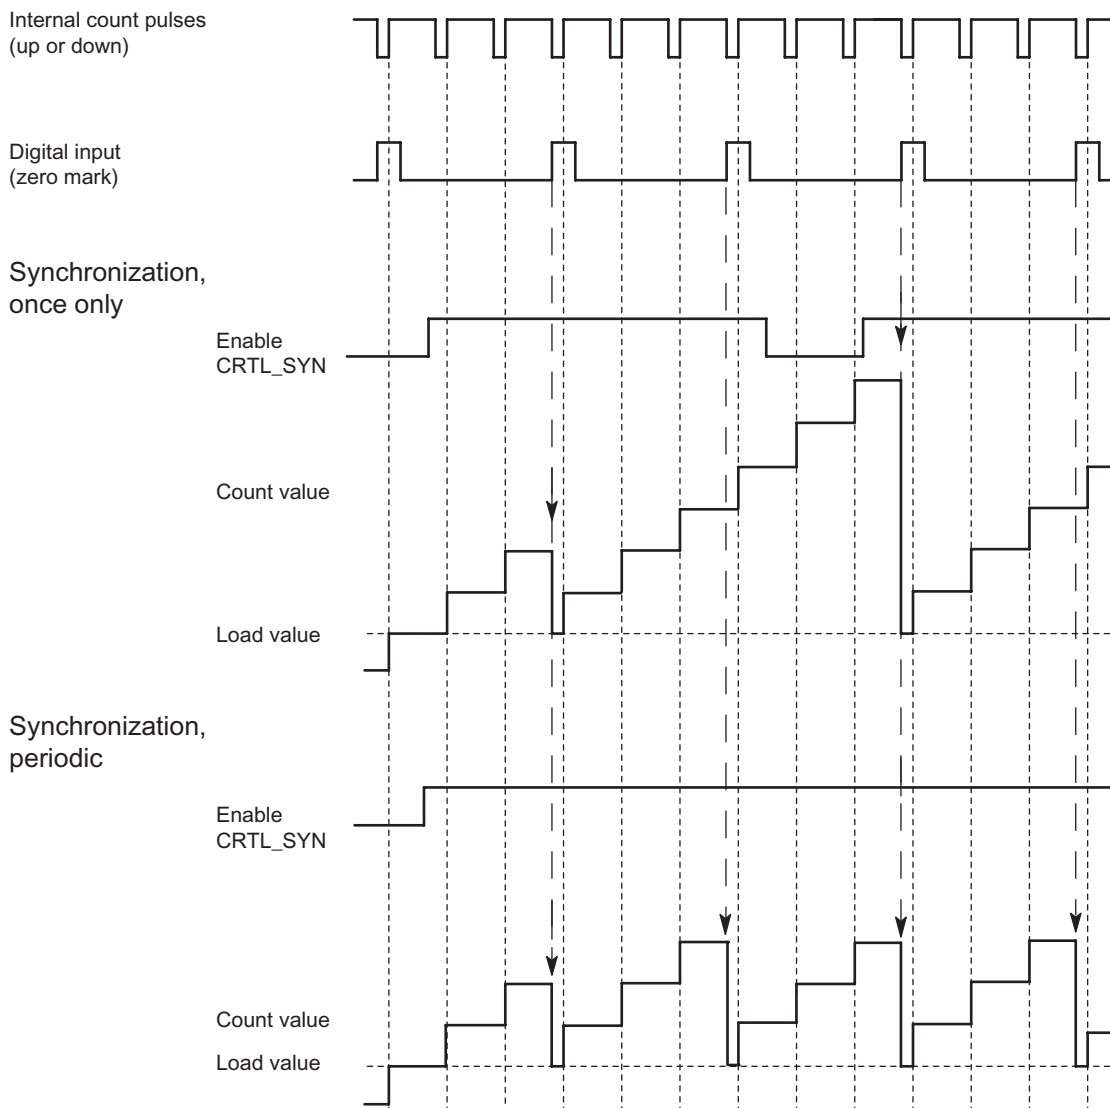 Internal count pulses
(up or down)
Digital input
(zero mark)
Synchronization,
once only
Enable
CRTL_SYN
Count value
Load value
Synchronization,
periodic
Enable
CRTL_SYN
Count value
Load value